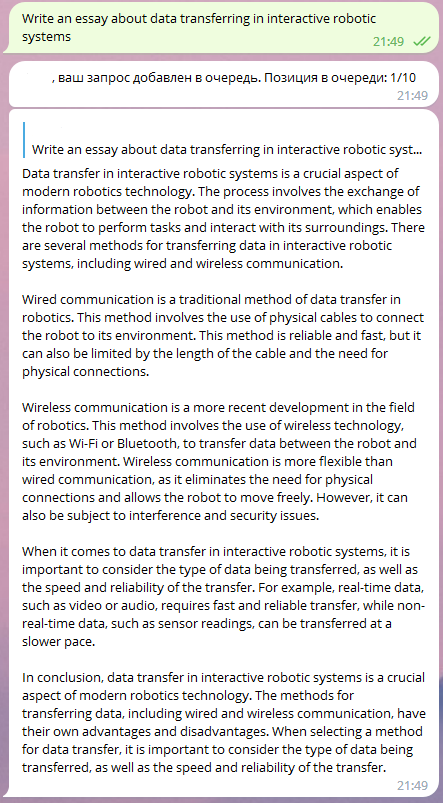 Write an essay about data transferring in interactive robotic
systems
21:49
, ваш запрос добавлен в очередь. Позиция в очереди: 1/10
21:49
Write an essay about data transferring in interactive robotic syst...
Data transfer in interactive robotic systems is a crucial aspect of
modern robotics technology. The process involves the exchange of
information between the robot and its environment, which enables
the robot to perform tasks and interact with its surroundings. There
are several methods for transferring data in interactive robotic
systems, including wired and wireless communication.
Wired communication is a traditional method of data transfer in
robotics. This method involves the use of physical cables to connect
the robot to its environment. This method is reliable and fast, but it
can also be limited by the length of the cable and the need for
physical connections.
Wireless communication is a more recent development in the field
of robotics. This method involves the use of wireless technology,
such as Wi-Fi or Bluetooth, to transfer data between the robot and
its environment. Wireless communication is more flexible than
wired communication, as it eliminates the need for physical
connections and allows the robot to move freely. However, it can
also be subject to interference and security issues.
When it comes to data transfer in interactive robotic systems, it is
important to consider the type of data being transferred, as well as
the speed and reliability of the transfer. For example, real-time data,
such as video or audio, requires fast and reliable transfer, while non-
real-time data, such as sensor readings, can be transferred at a
slower pace.
In conclusion, data transfer in interactive robotic systems is a crucial
aspect of modern robotics technology. The methods for
transferring data, including wired and wireless communication, have
their own advantages and disadvantages. When selecting a method
for data transfer, it is important to consider the type of data being
transferred, as well as the speed and reliability of the transfer.
21:49